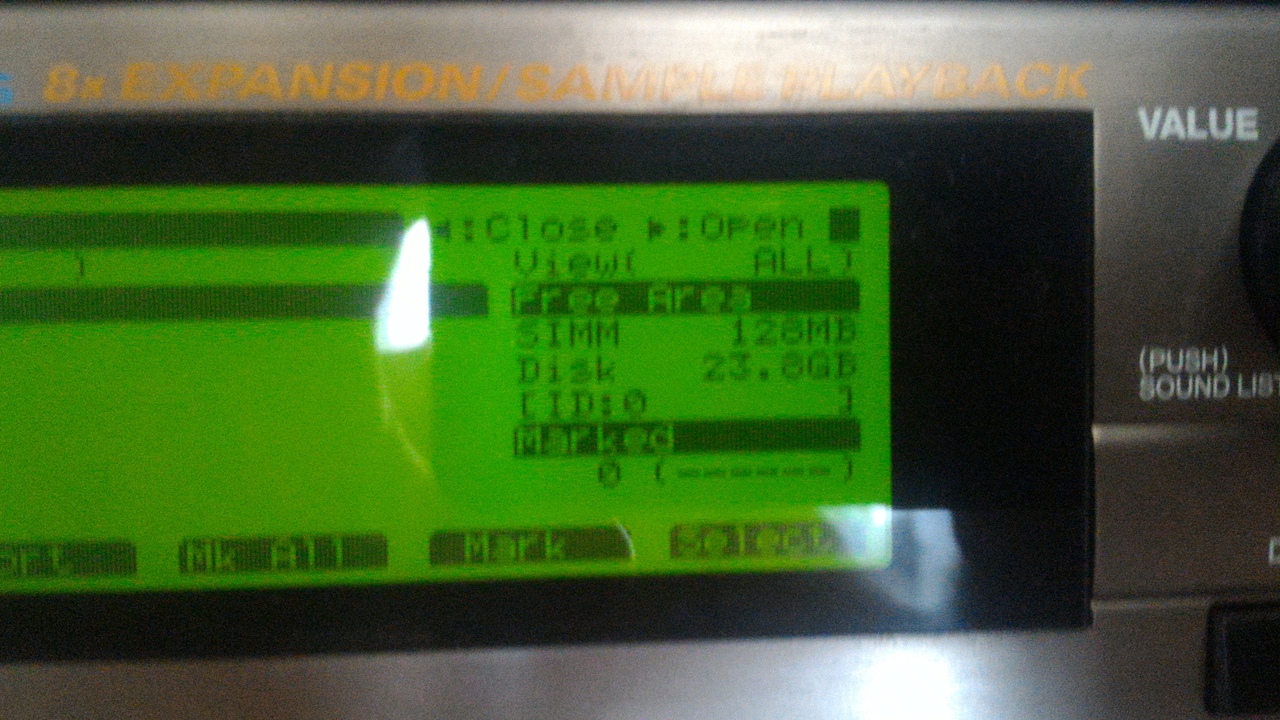 8x EXPANSION/SAMPLE PLAYBACK
VALUE
◀:Close ▶:Open
View( ALL)
)
Free Area
SIMM 128MB
Disk 23.8GB
[ID:0 ]
(PUSH)
SOUND LIST
Marked
0 (------)
Mk All Mark Select